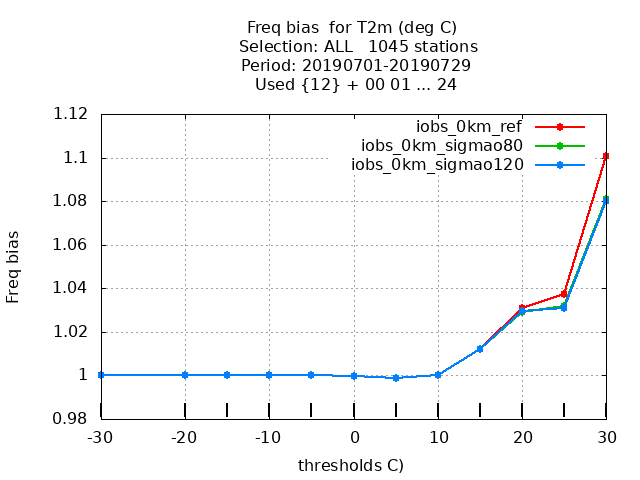 Freq bias  for T2m (deg C)
Selection: ALL   1045 stations
Period: 20190701-20190729
Used {12} + 00 01 ... 24
iobs_0km_ref
iobs_0km_sigmao80
iobs_0km_sigmao120
Freq bias
1.12
1.1
1.08
1.06
1.04
1.02
1
0.98
-30
-20
-10
0
10
20
30
thresholds C)